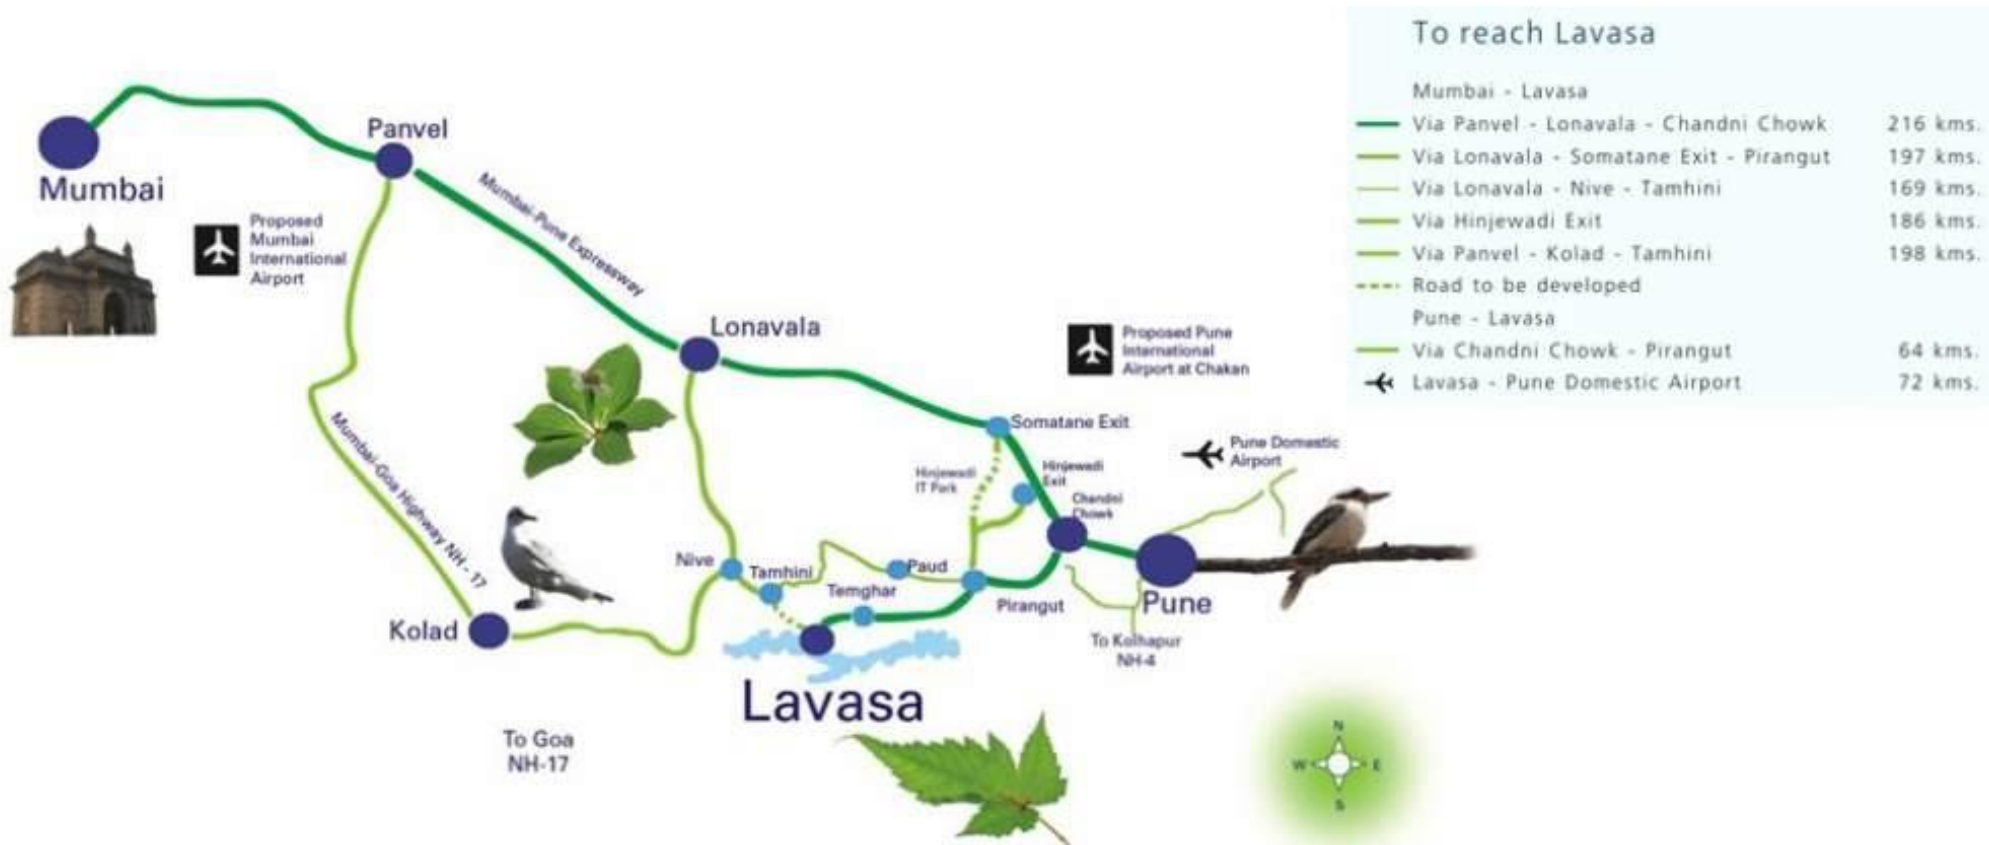 To reach Lavasa
Mumbai - Lavasa
Via Panvel - Lonavala - Chandni Chowk 216 kms.
Via Lonavala - Somatane Exit - Pirangut 197 kms.
Via Lonavala - Nive - Tamhini 169 kms.
Via Hinjewadi Exit 186 kms.
Via Panvel - Kolad - Tamhini 198 kms.
Road to be developed
Pune - Lavasa
Via Chandni Chowk - Pirangut 64 kms.
Lavasa - Pune Domestic Airport 72 kms.
Panvel
Mumbai
Mumbai-Pune Expressway
Proposed
Mumbai
International
Airport
Lonavala
Proposed Pune
International
Airport at Chakan
Somatane Exit
Mumbai-Goa Highway NH - 17
Hinjewadi
IT Park
Hinjewadi
Exit
Chandni
Chowk
Pune Domestic
Airport
Nive
Tamhini
Paud
Temghar
Pirangut
Pune
Kolad
To Kolhapur
NH-4
Lavasa
To Goa
NH-17
N
W
E
S